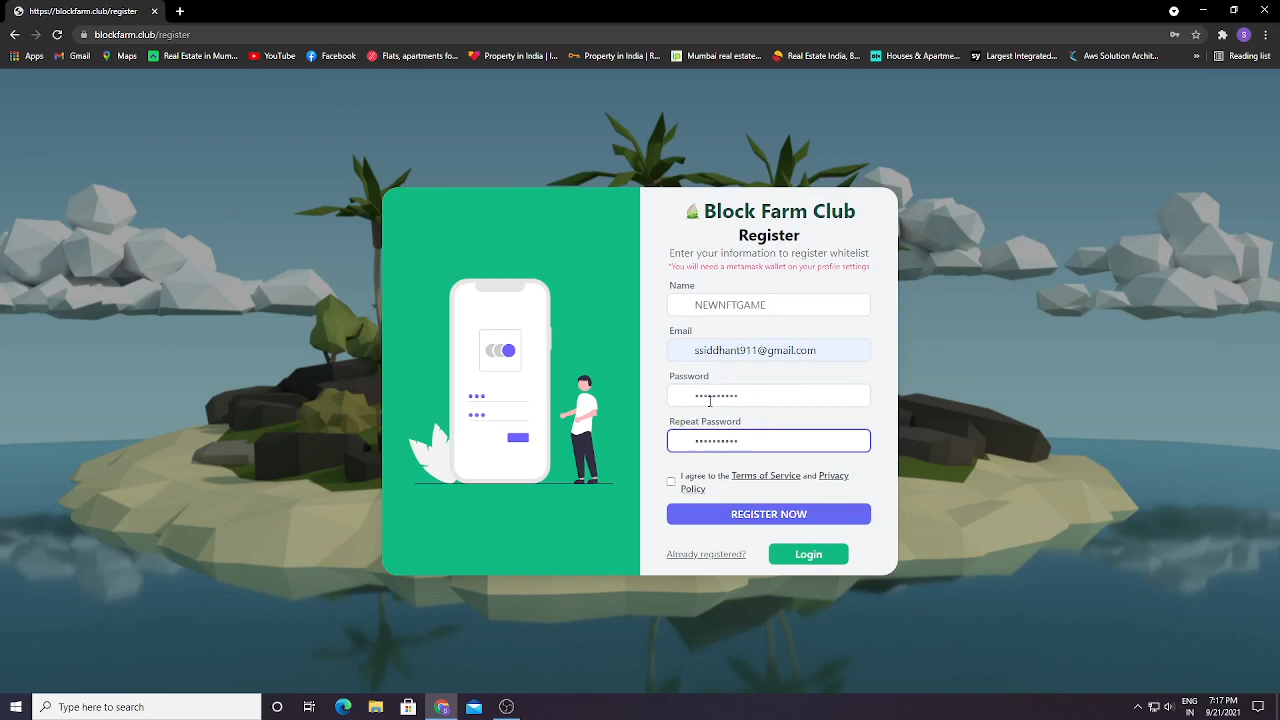 https://blockfarm.club/register
blockfarm.club/register
Apps
Gmail
Maps
Real Estate in Mum...
YouTube
Facebook
Flats, apartments fo...
Property in India | I...
Property in India | R...
Mumbai real estate...
Real Estate India, B...
Houses & Apartme...
Largest Integrated...
Aws Solution Archit...
Reading list
Block Farm Club
Register
Enter your information to register whitelist
*You will need a metamask wallet on your profile settings
Name
NEWNFTGAME
Email
ssiddhant911@gmail.com
Password
Repeat Password
I agree to the Terms of Service and Privacy
Policy
REGISTER NOW
Already registered?
Login
Type here to search
ENG
IN
7:17 PM
9/21/2021